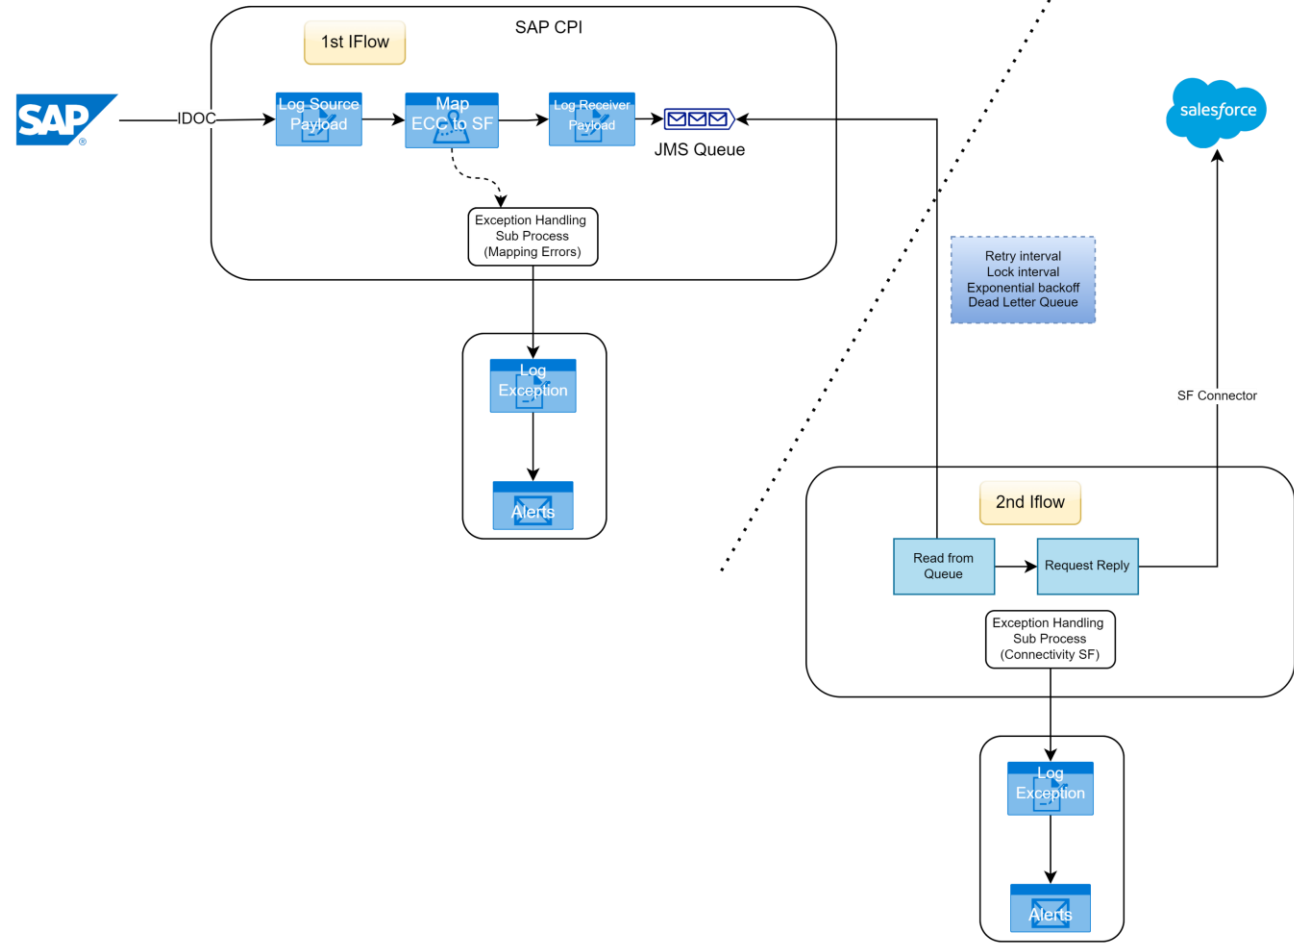 SAP CPI
1st IFlow
SAP
®
IDOC
Log Source
Payload
Map
ECC to SF
Log Receiver
Payload
JMS Queue
salesforce
Exception Handling
Sub Process
(Mapping Errors)
Retry interval
Lock interval
Exponential backoff
Dead Letter Queue
Log
Exception
SF Connector
Alerts
2nd Iflow
Read from
Queue
Request Reply
Exception Handling
Sub Process
(Connectivity SF)
Log
Exception
Alerts